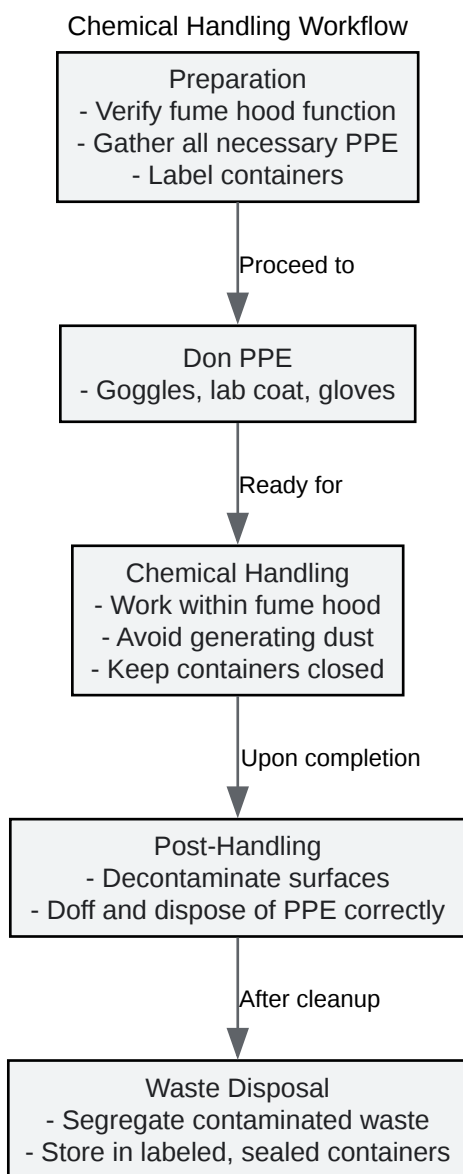 Chemical Handling Workflow
Preparation
- Verify fume hood function
- Gather all necessary PPE
- Label containers
Proceed to
Don PPE
- Goggles, lab coat, gloves
Ready for
Chemical Handling
- Work within fume hood
- Avoid generating dust
- Keep containers closed
Upon completion
Post-Handling
- Decontaminate surfaces
- Doff and dispose of PPE correctly
After cleanup
Waste Disposal
- Segregate contaminated waste
- Store in labeled, sealed containers